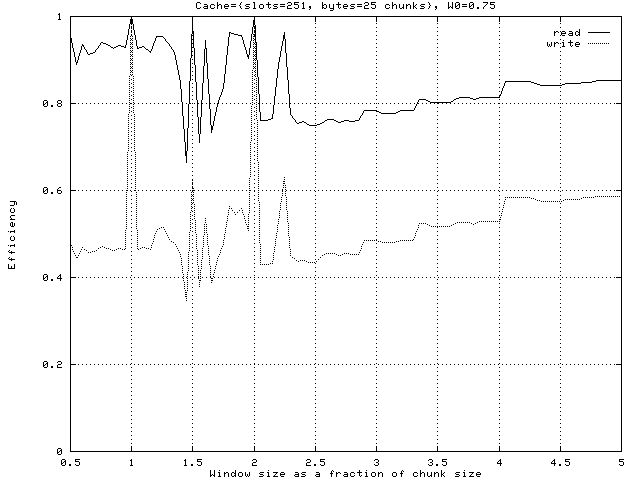 Cache=(slots=251, bytes=25 chunks), W0=0.75
read
write
1
0.8
0.6
0.4
0.2
0
Efficiency
0.5 1 1.5 2 2.5 3 3.5 4 4.5 5
Window size as a fraction of chunk size